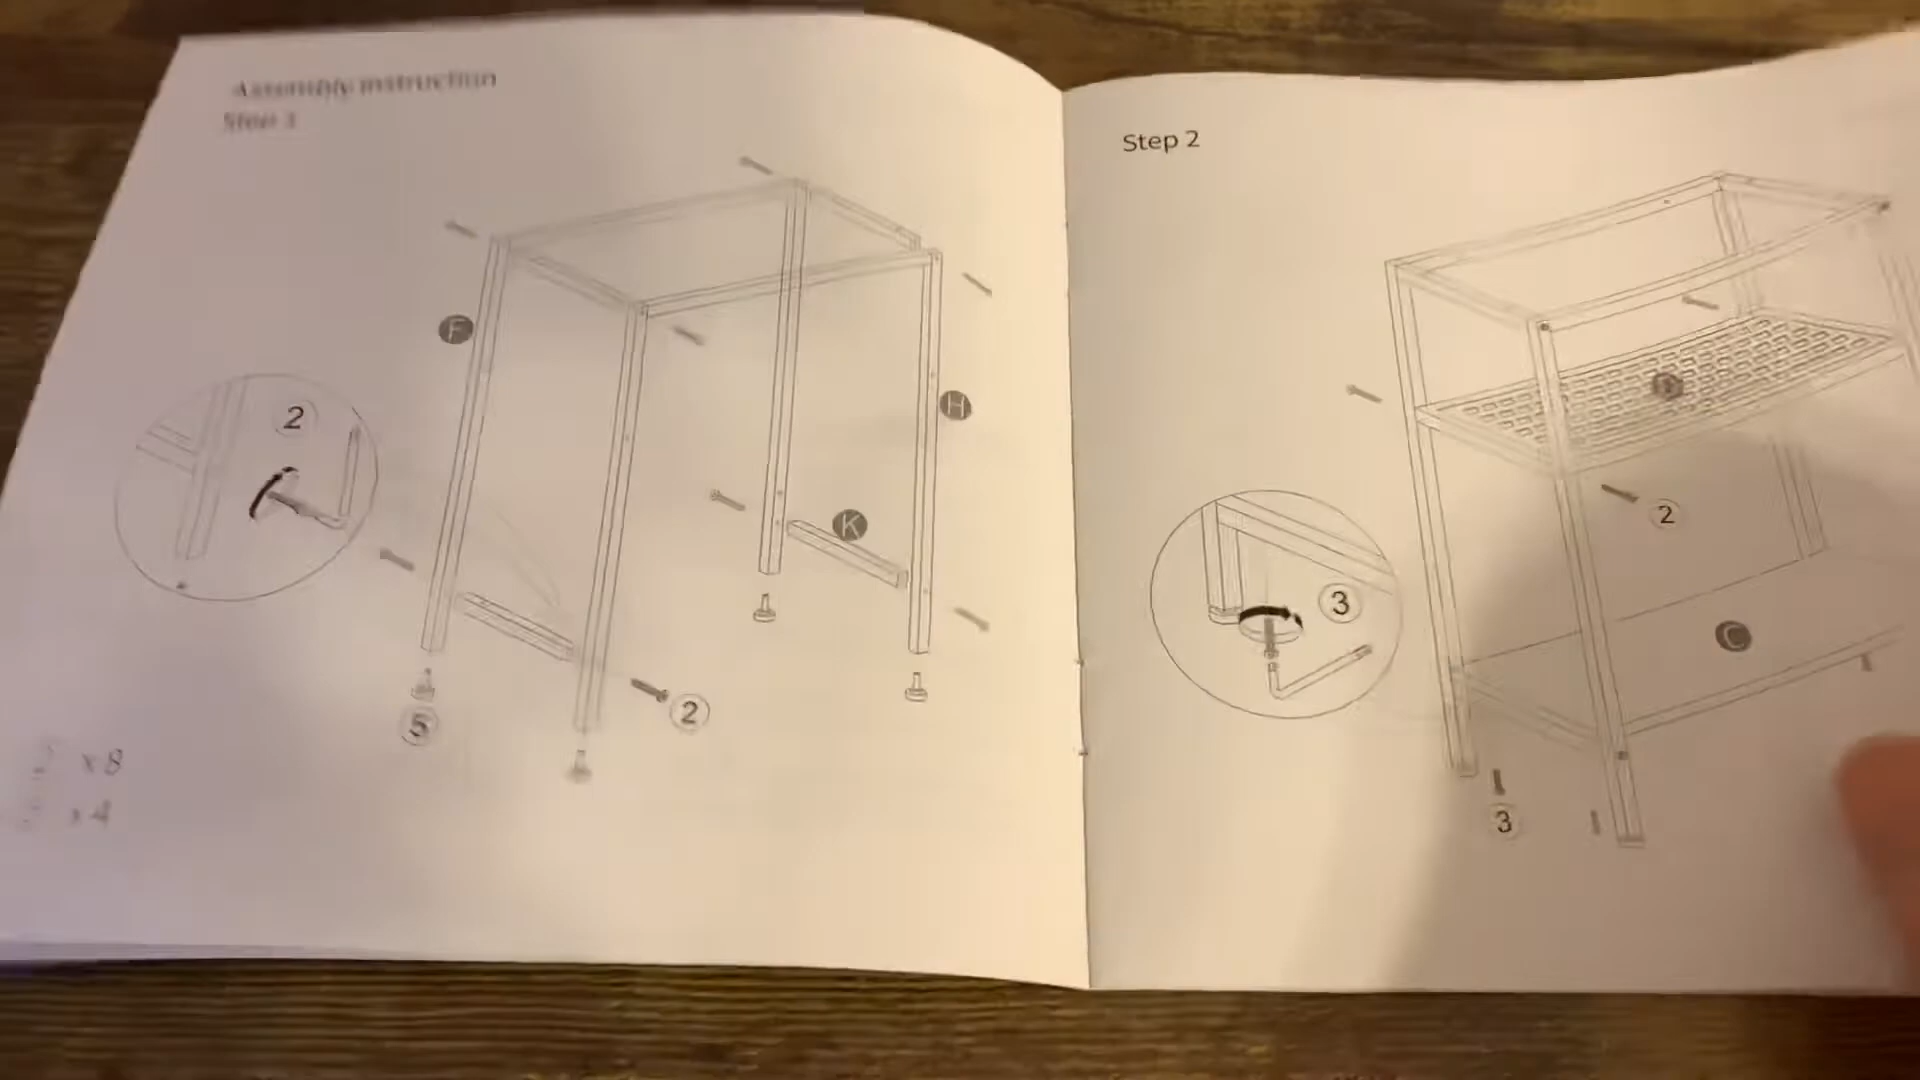 Assembly instruction
Step 1
F
H
2
K
5
2
x 8
x 4
Step 2
2
3
C
3